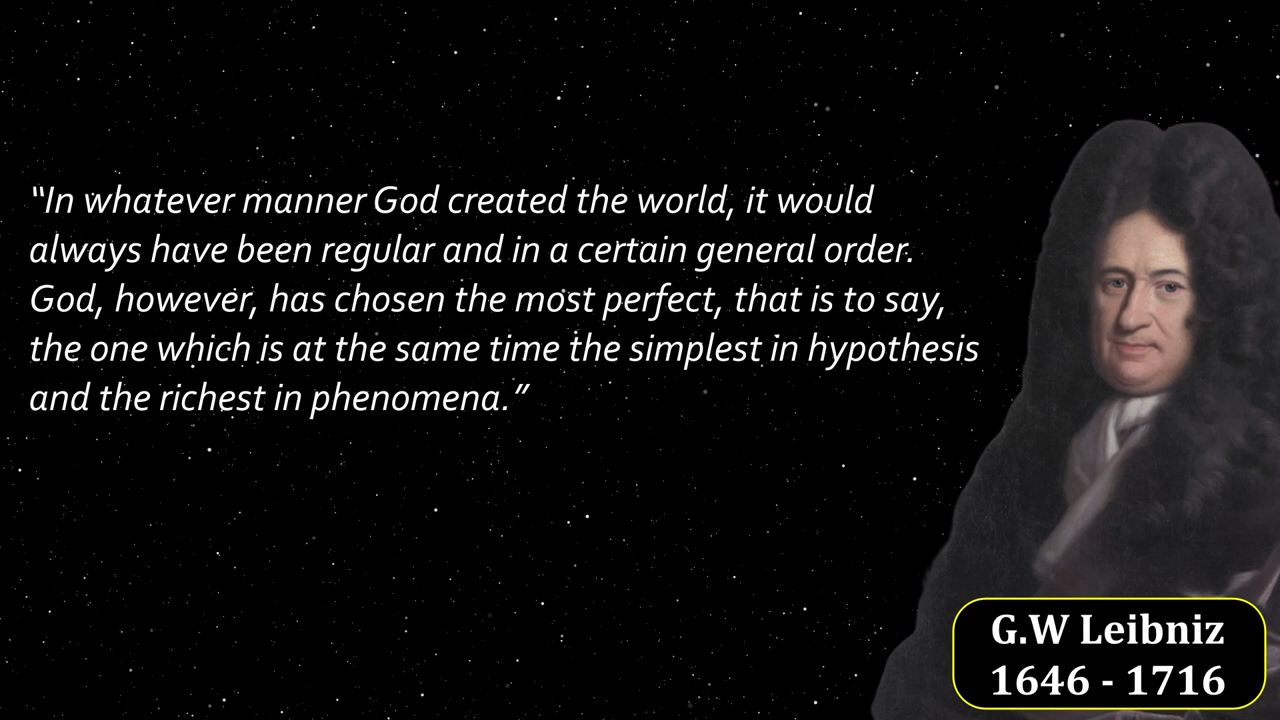 “In whatever manner God created the world, it would
always have been regular and in a certain general order.
God, however, has chosen the most perfect, that is to say,
the one which is at the same time the simplest in hypothesis
and the richest in phenomena.”
G.W Leibniz
1646 - 1716